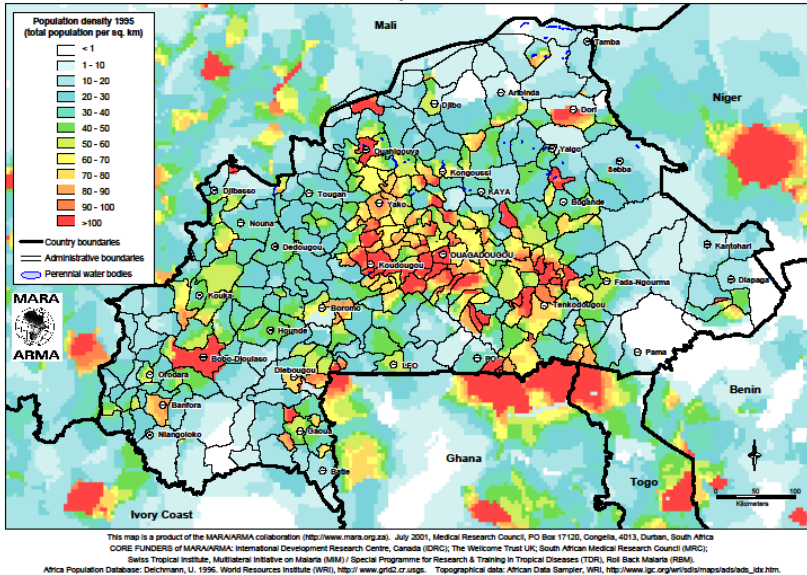 Population density 1995
(total population per sq. km)
< 1
1 - 10
10 - 20
20 - 30
30 - 40
40 - 50
50 - 60
60 - 70
70 - 80
80 - 90
90 - 100
>100
Country boundaries
Administrative boundaries
Perennial water bodies
MARA
ARMA
Mali
Niger
Benin
Togo
Ghana
Ivory Coast
Tamba
Aribinda
Djibo
Dori
Ouahigouya
Yalgo
Kongoussi
Sebba
Djibasso
Tougan
KAYA
Yako
Bogande
Nouna
Dedougou
OUAGADOUGOU
Kantohari
Koudougou
Fada-Ngourma
Diapaga
Kouka
Boromo
Tenkodougou
Hounde
Bobo-Djoulaso
LEO
PO
Pama
Orodara
Diebougou
Banfora
Niangoloko
Gaoua
Batie
0 50 100
Kilometers
This map is a product of the MARA/ARMA collaboration (http://www.mara.org.za). July 2001, Medical Research Council, PO Box 17120, Congella, 4013, Durban, South Africa
CORE FUNDERS of MARA/ARMA: International Development Research Centre, Canada (IDRC); The Wellcome Trust UK; South African Medical Research Council (MRC);
Swiss Tropical Institute, Multilateral Initiative on Malaria (MIM) / Special Programme for Research & Training in Tropical Diseases (TDR), Roll Back Malaria (RBM).
Africa Population Database: Deichmann, U. 1996. World Resources Institute (WRI), http:// www.grid2.cr.usgs. Topographical data: African Data Sampler, WRI, http://www.igc.org/wri/sdis/maps/ads/ads_idx.htm.